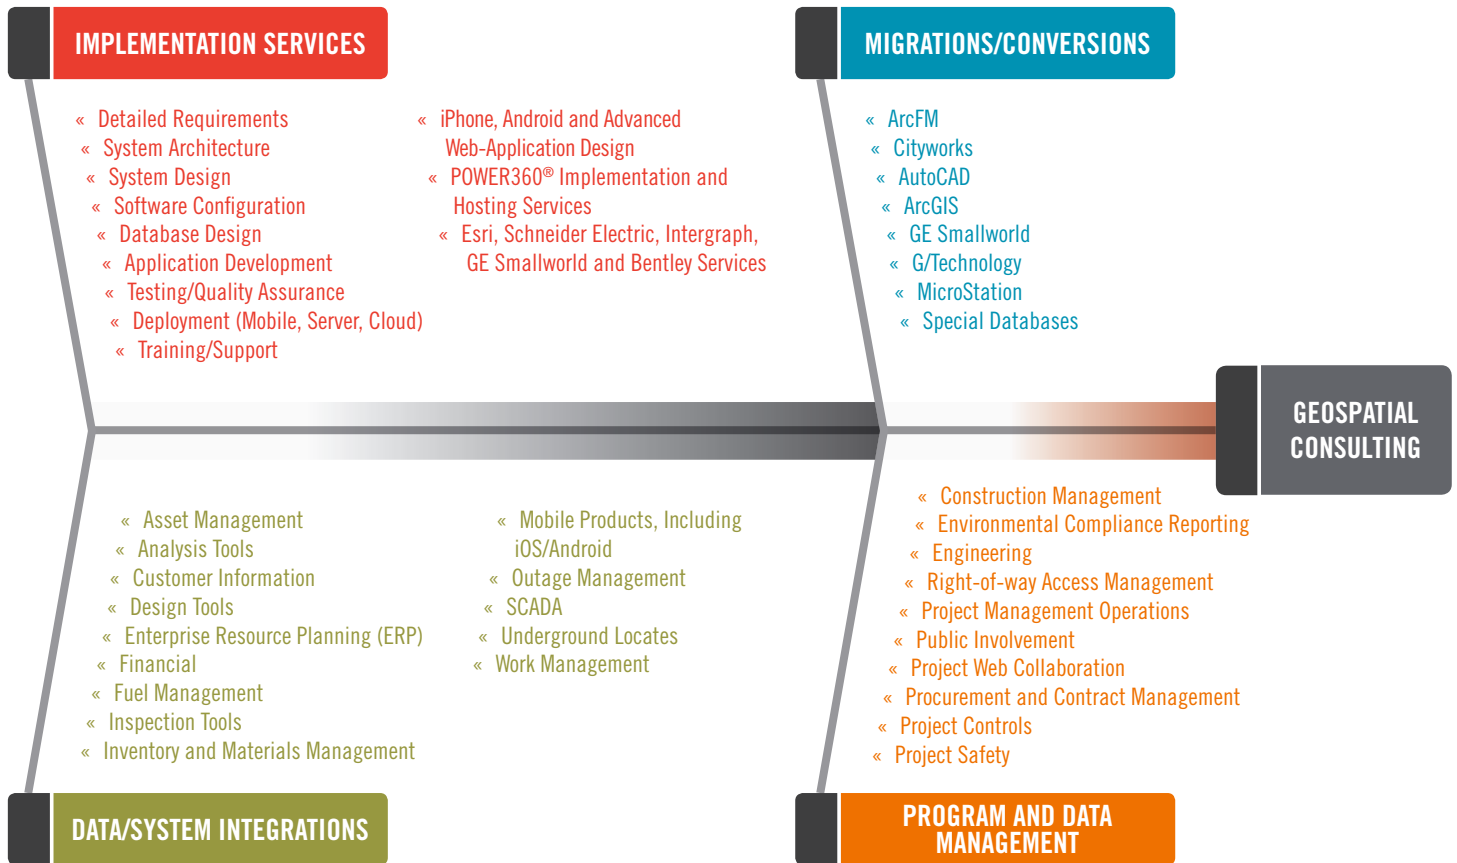 IMPLEMENTATION SERVICES
« Detailed Requirements
« System Architecture
« System Design
« Software Configuration
« Database Design
« Application Development
« Testing/Quality Assurance
« Deployment (Mobile, Server, Cloud)
« Training/Support
« iPhone, Android and Advanced
Web-Application Design
« POWER360® Implementation and
Hosting Services
« Esri, Schneider Electric, Intergraph,
GE Smallworld and Bentley Services
MIGRATIONS/CONVERSIONS
« ArcFM
« Cityworks
« AutoCAD
« ArcGIS
« GE Smallworld
« G/Technology
« MicroStation
« Special Databases
GEOSPATIAL
CONSULTING
« Asset Management
« Analysis Tools
« Customer Information
« Design Tools
« Enterprise Resource Planning (ERP)
« Financial
« Fuel Management
« Inspection Tools
« Inventory and Materials Management
« Mobile Products, Including
iOS/Android
« Outage Management
« SCADA
« Underground Locates
« Work Management
DATA/SYSTEM INTEGRATIONS
« Construction Management
« Environmental Compliance Reporting
« Engineering
« Right-of-way Access Management
« Project Management Operations
« Public Involvement
« Project Web Collaboration
« Procurement and Contract Management
« Project Controls
« Project Safety
PROGRAM AND DATA
MANAGEMENT